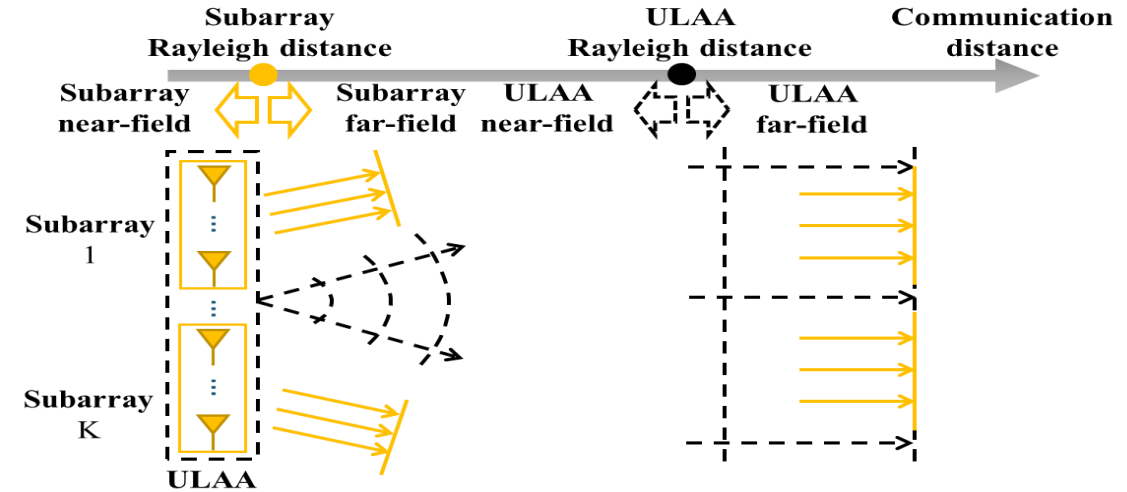 Subarray
Rayleigh distance
ULAA
Rayleigh distance
Communication
distance
Subarray
near-field
Subarray
far-field
ULAA
near-field
ULAA
far-field
Subarray
1
...
...
...
Subarray
K
ULAA